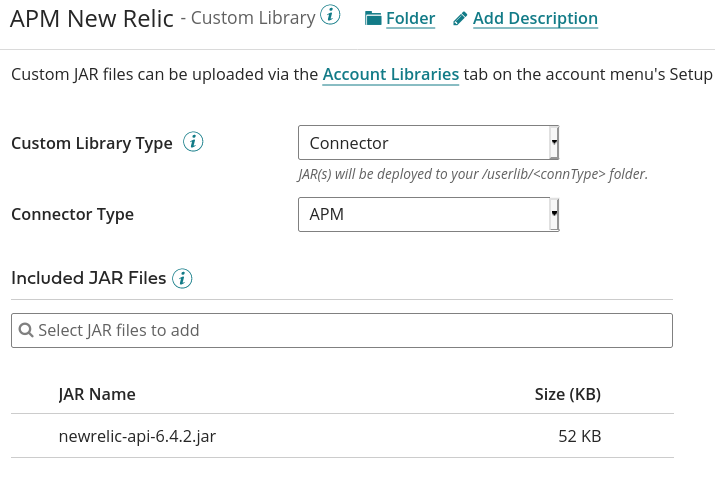 APM New Relic - Custom Library i Folder Add Description
Custom JAR files can be uploaded via the Account Libraries tab on the account menu's Setup
Custom Library Type i Connector
JAR(s) will be deployed to your /userlib/<connType> folder.
Connector Type APM
Included JAR Files i
Select JAR files to add
JAR Name Size (KB)
newrelic-api-6.4.2.jar 52 KB